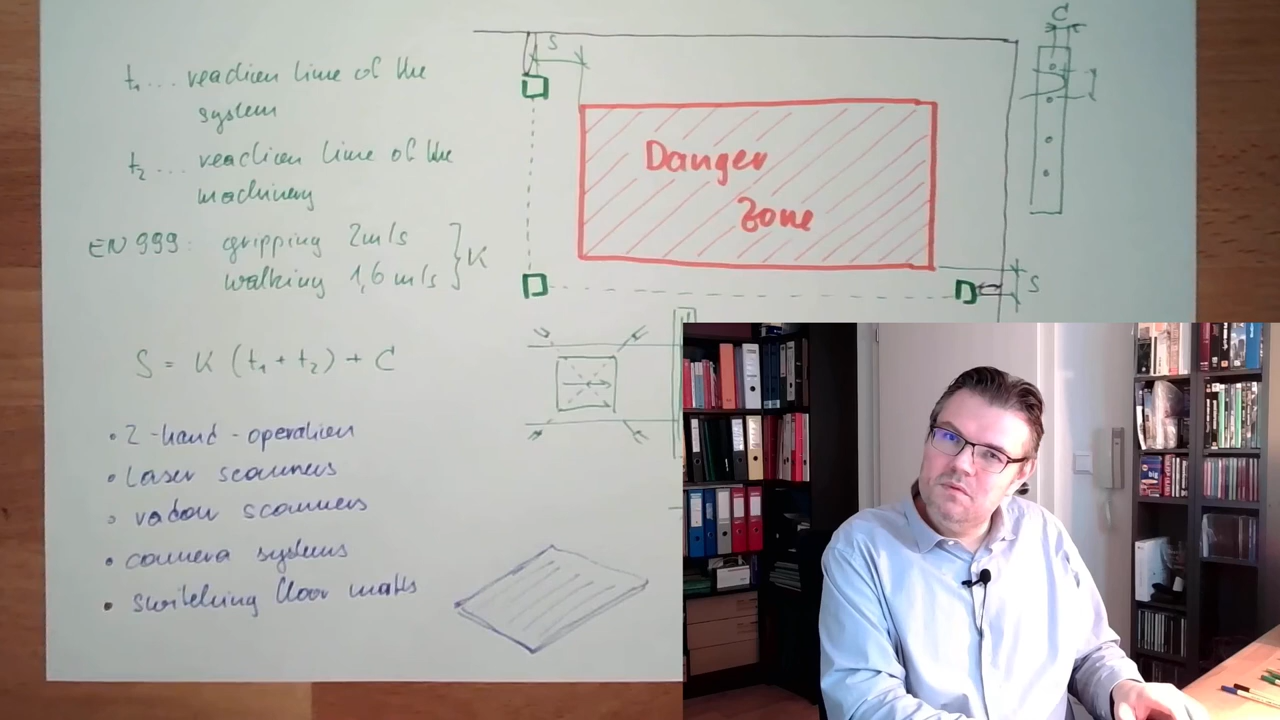 t₁ ... reaction time of the
system
t₂ ... reaction time of the
machinery
EN 999: gripping 2m/s
walking 1,6 m/s } K
S = K (t₁ + t₂) + C
• 2-hand-operation
• laser scanners
• radar scanners
• camera systems
• switching floor matts
S
Danger
Zone
S
C